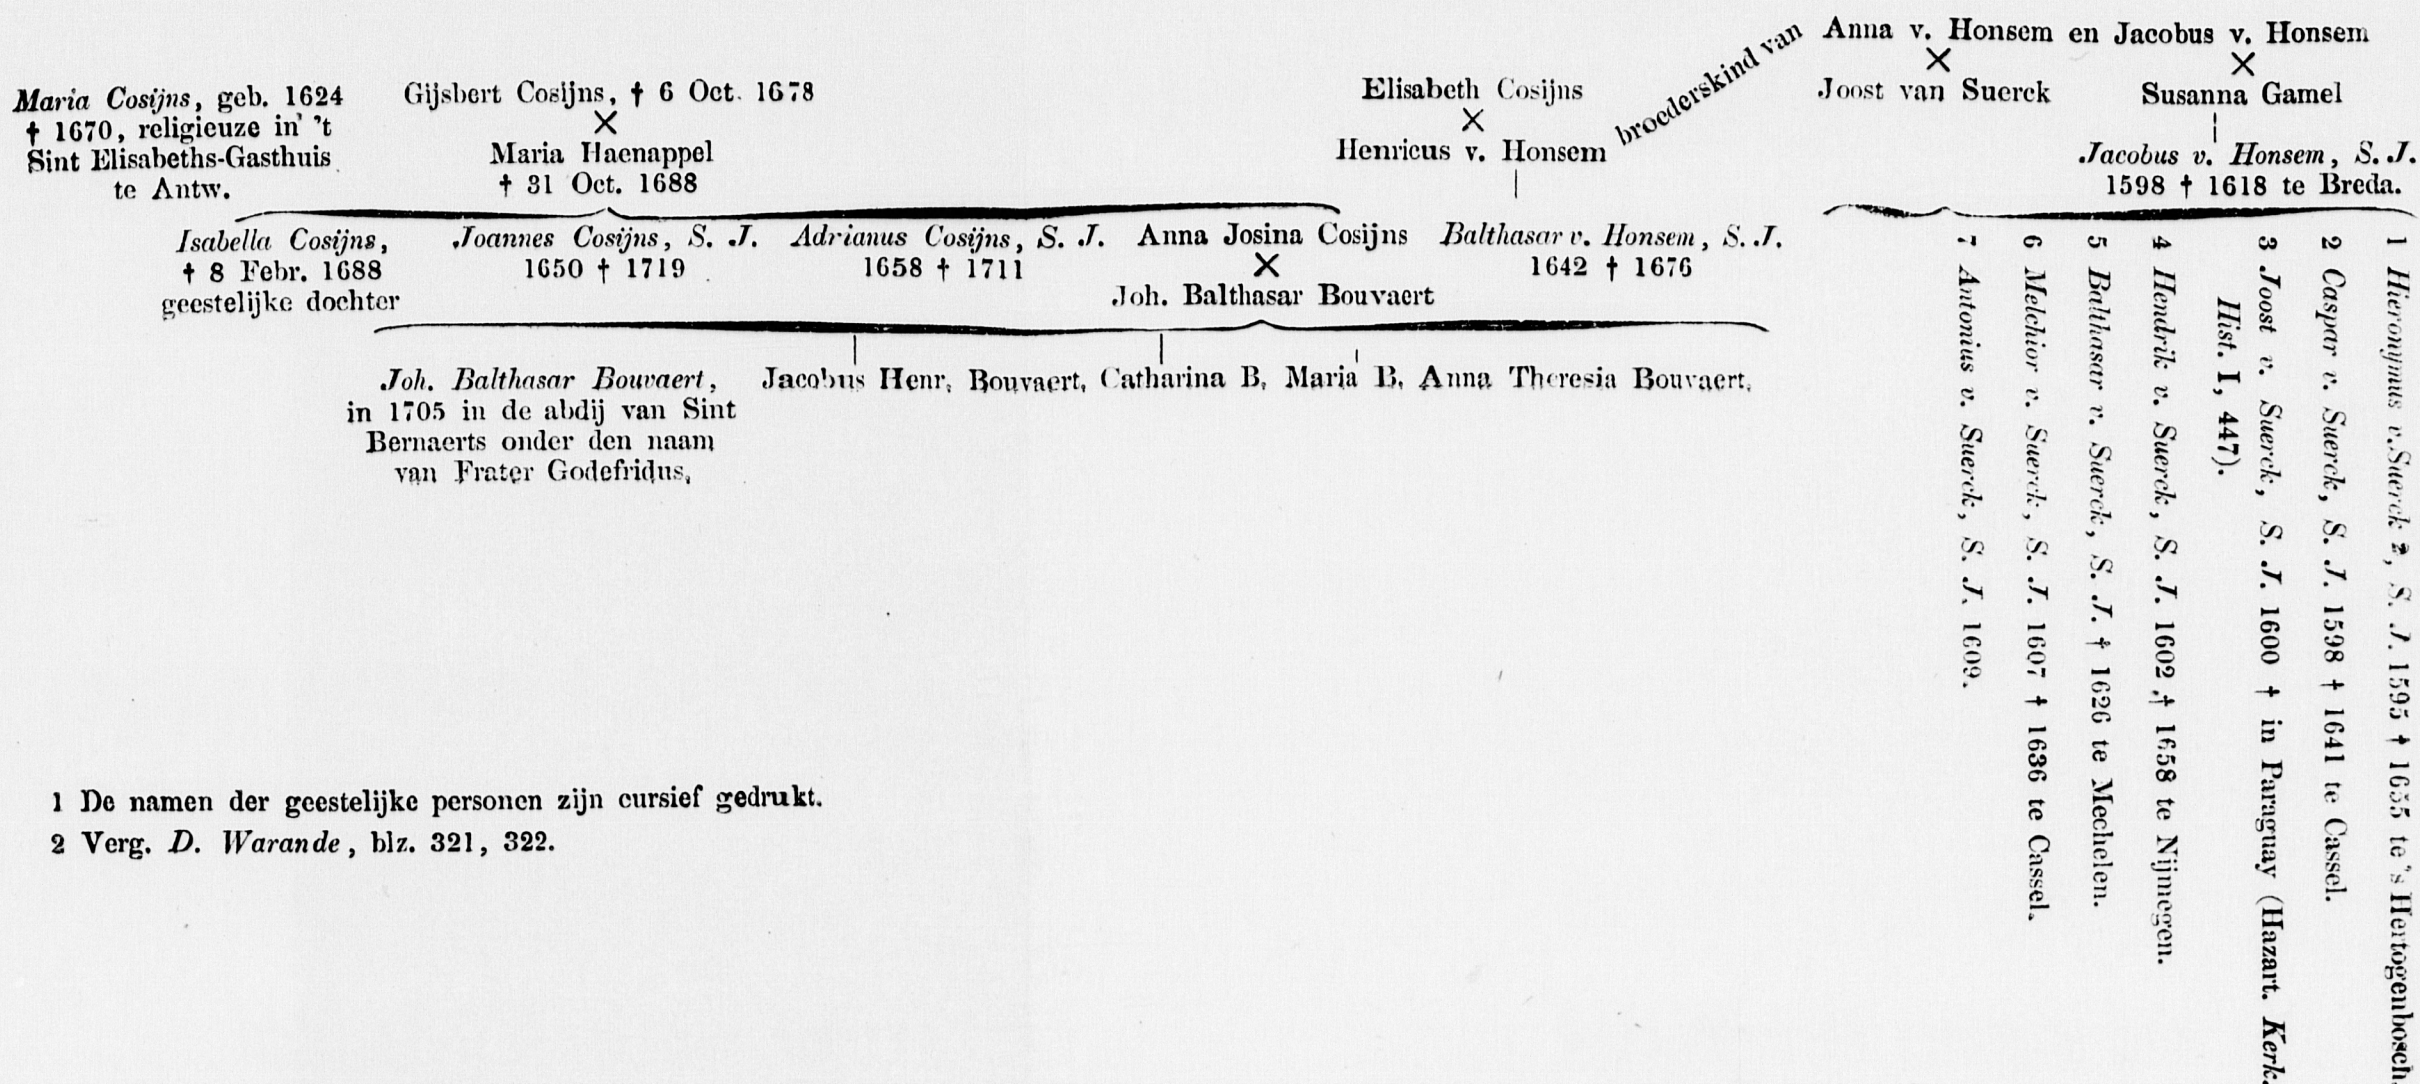 Anna v. Honsem en Jacobus v. Honsem
Joost van Suerck
Susanna Gamel
Jacobus v. Honsem, S. J.
1598 † 1618 te Breda.
broederskind van
Maria Cosijns, geb. 1624
† 1670, religieuze in 't
Sint Elisabeths-Gasthuis
te Antw.
Gijsbert Cosijns, † 6 Oct. 1678
Maria Haenappel
† 31 Oct. 1688
Elisabeth Cosijns
Henricus v. Honsem
Isabella Cosijns,
† 8 Febr. 1688
geestelijke dochter
Joannes Cosijns, S. J.
1650 † 1719
Adrianus Cosijns, S. J.
1658 † 1711
Anna Josina Cosijns
Joh. Balthasar Bouvaert
Balthasar v. Honsem, S. J.
1642 † 1676
Joh. Balthasar Bouvaert,
in 1705 in de abdij van Sint
Bernaerts onder den naam
van Frater Godefridus,
Jacobus Henr, Bouvaert, Catharina B, Maria B, Anna Theresia Bouvaert,
1 Hieronymus v. Suerck 2, S. J. 1595 † 1635 te 's Hertogenbosch.
2 Caspar v. Suerck, S. J. 1598 † 1641 te Cassel.
3 Joost v. Suerck, S. J. 1600 † in Paraguay (Hazart. Kerk.
Hist. I, 447).
4 Hendrik v. Suerck, S. J. 1602 † 1658 te Nijmegen.
5 Balthasar v. Suerck, S. J. † 1626 te Mechelen.
6 Melchior v. Suerck, S. J. 1607 † 1636 te Cassel.
7 Antonius v. Suerck, S. J. 1609.
1 De namen der geestelijke personen zijn cursief gedrukt.
2 Verg. D. Warande, blz. 321, 322.